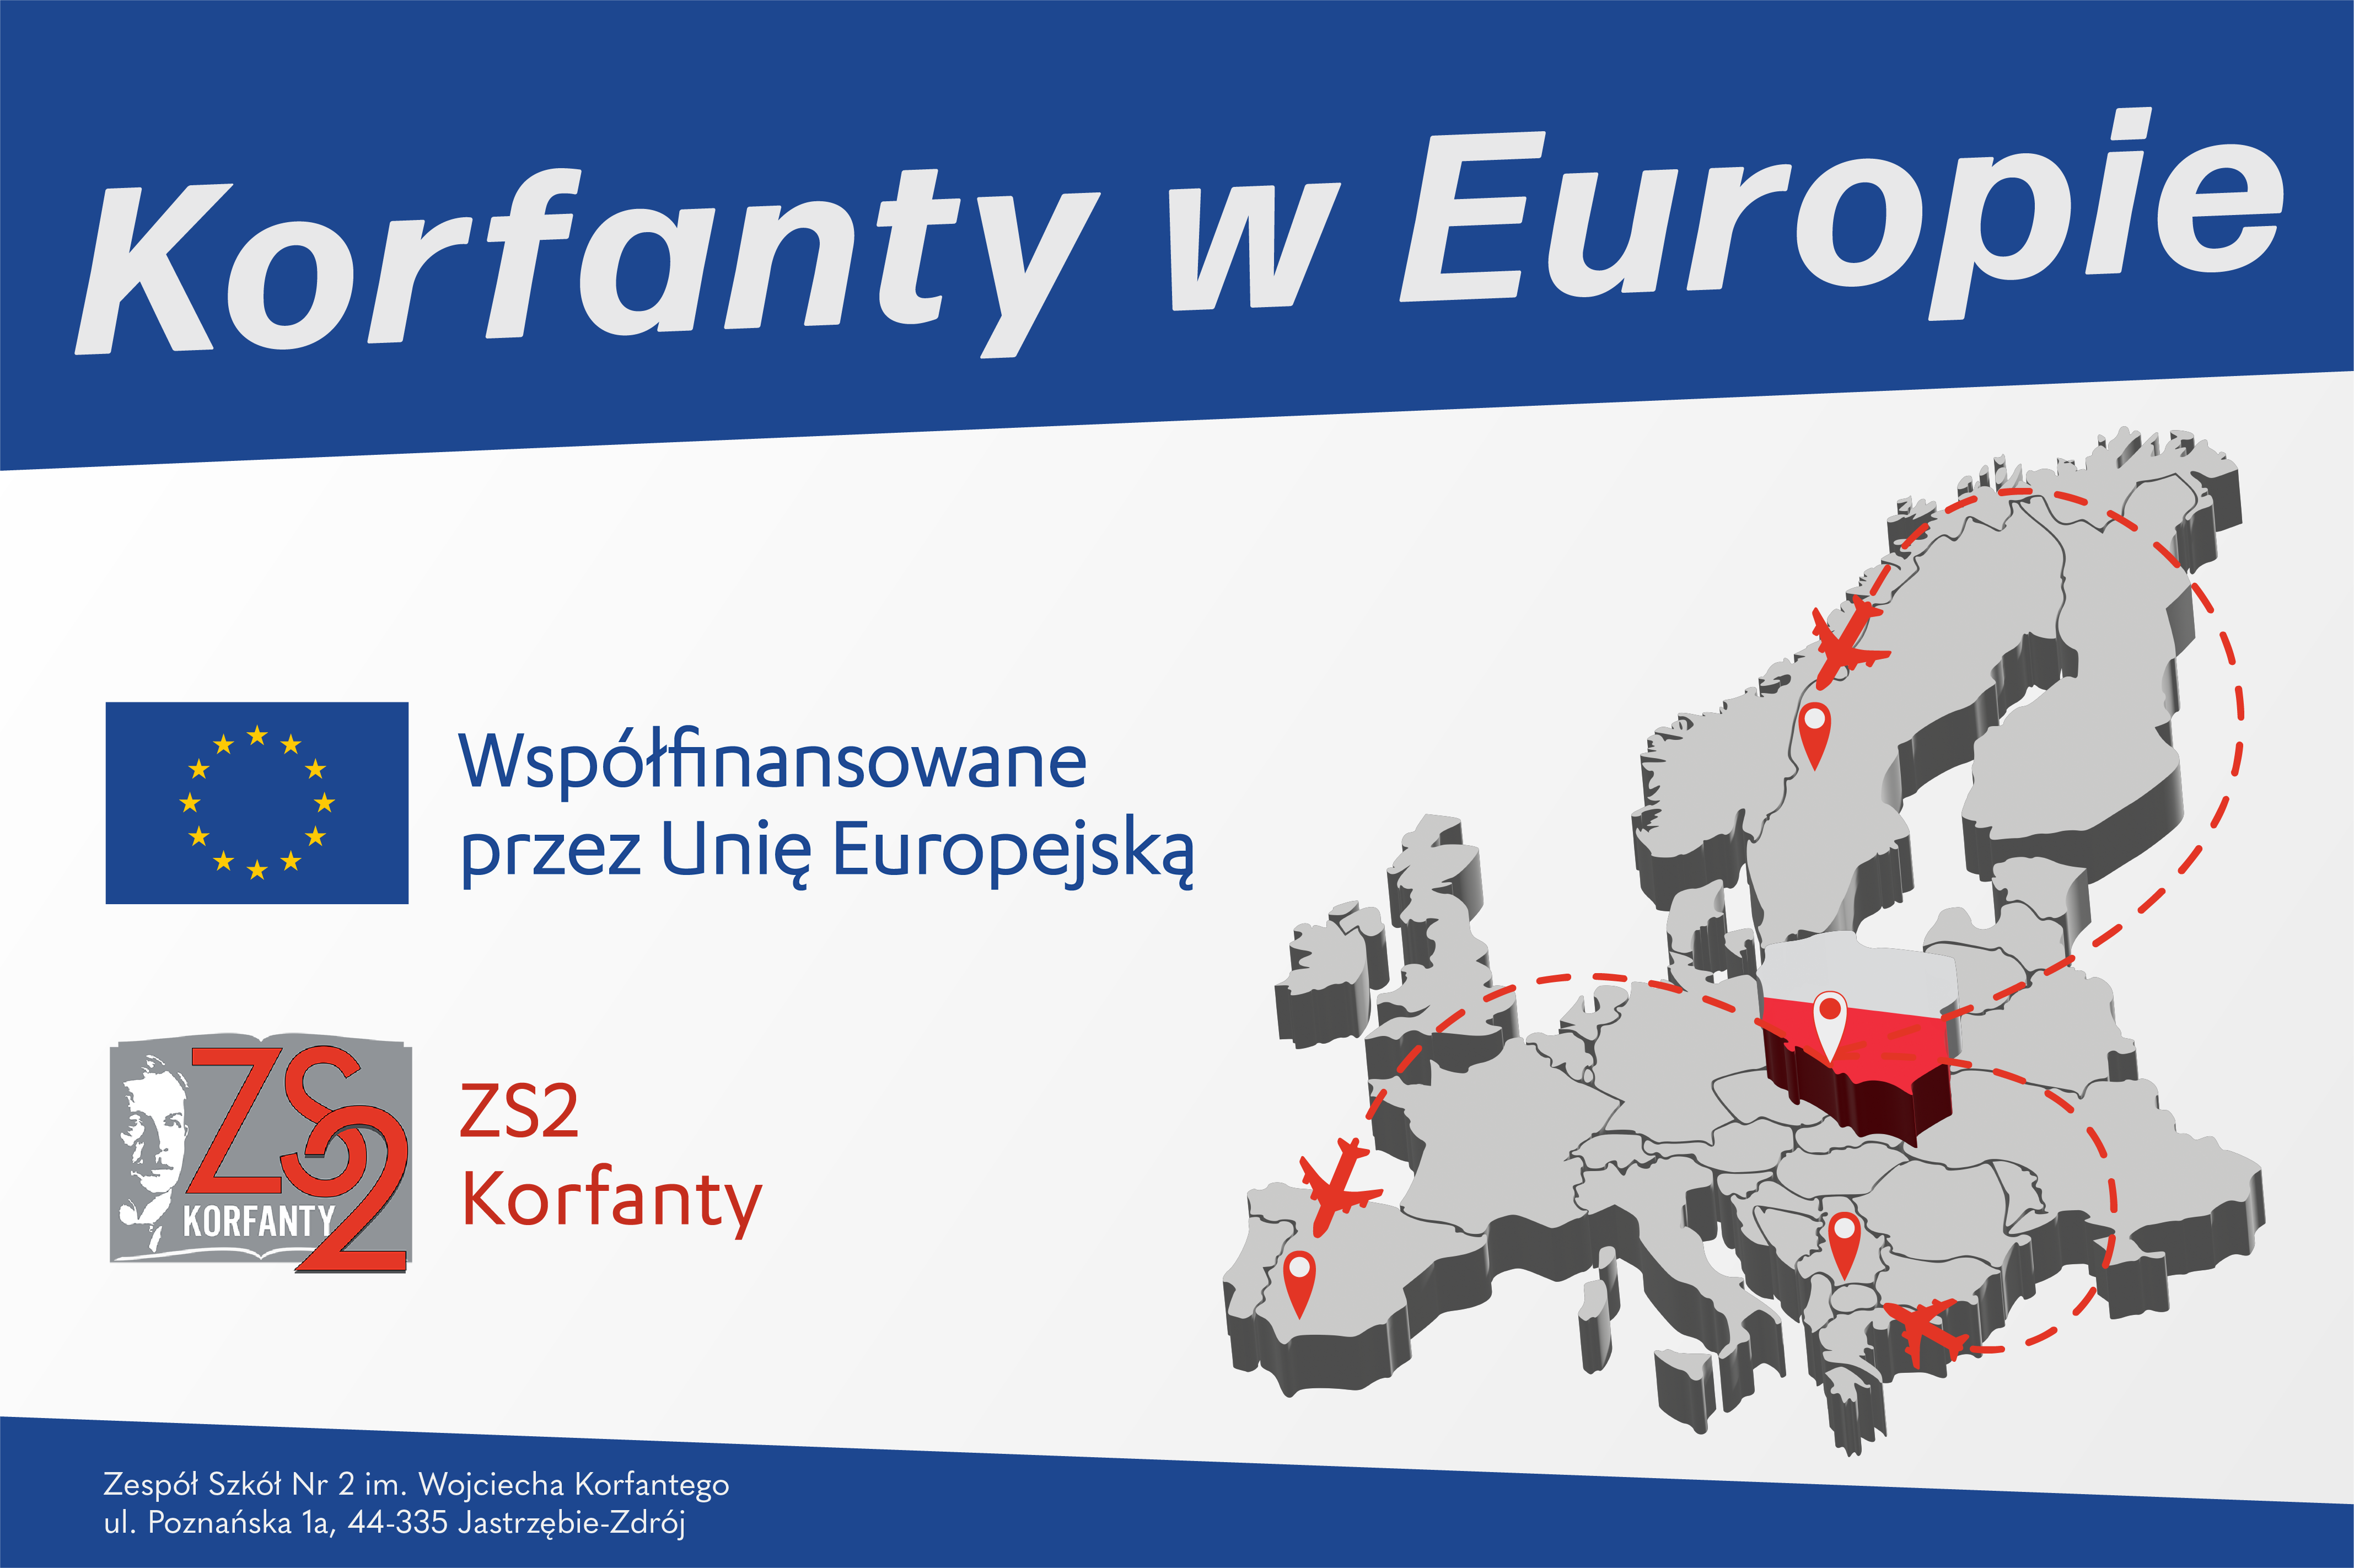 Korfanty w Europie
Współfinansowane
przez Unię Europejską
ZS2
KORFANTY
ZS2
Korfanty
Zespół Szkół Nr 2 im. Wojciecha Korfantego
ul. Poznańska 1a, 44-335 Jastrzębie-Zdrój